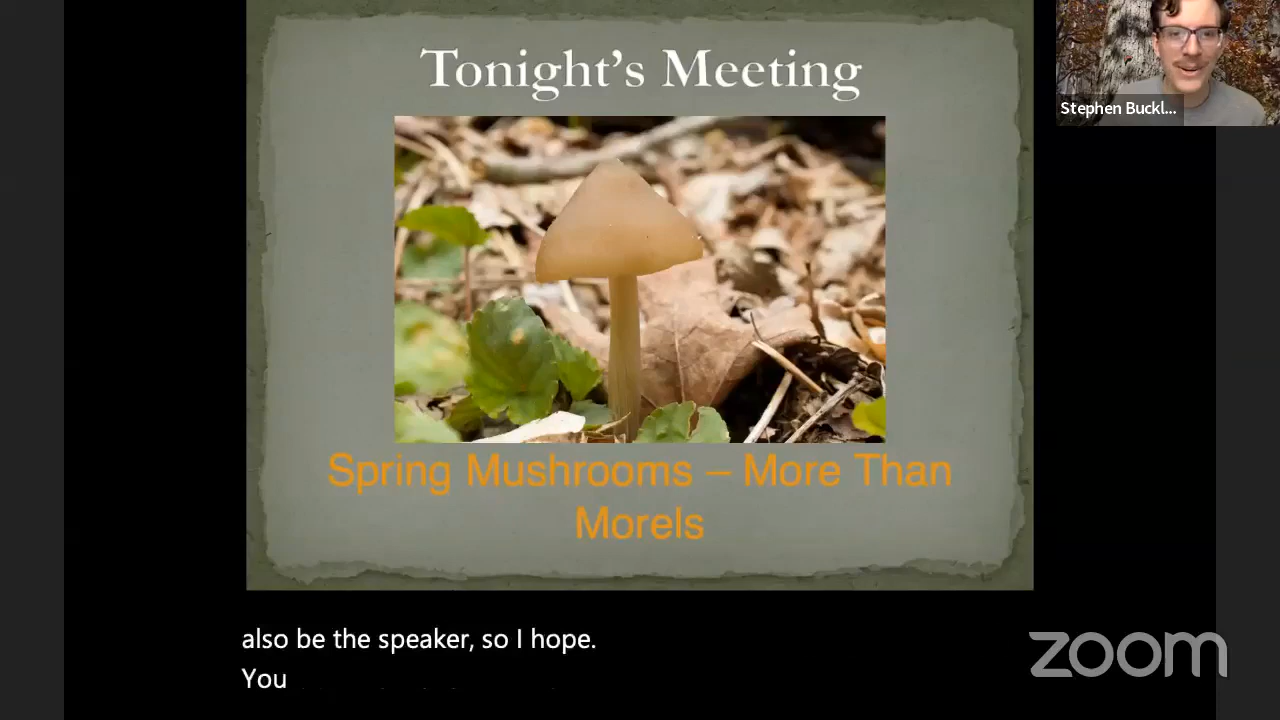 Tonight's Meeting
Stephen Buckl...
Spring Mushrooms – More Than
Morels
also be the speaker, so I hope.
You
zoom